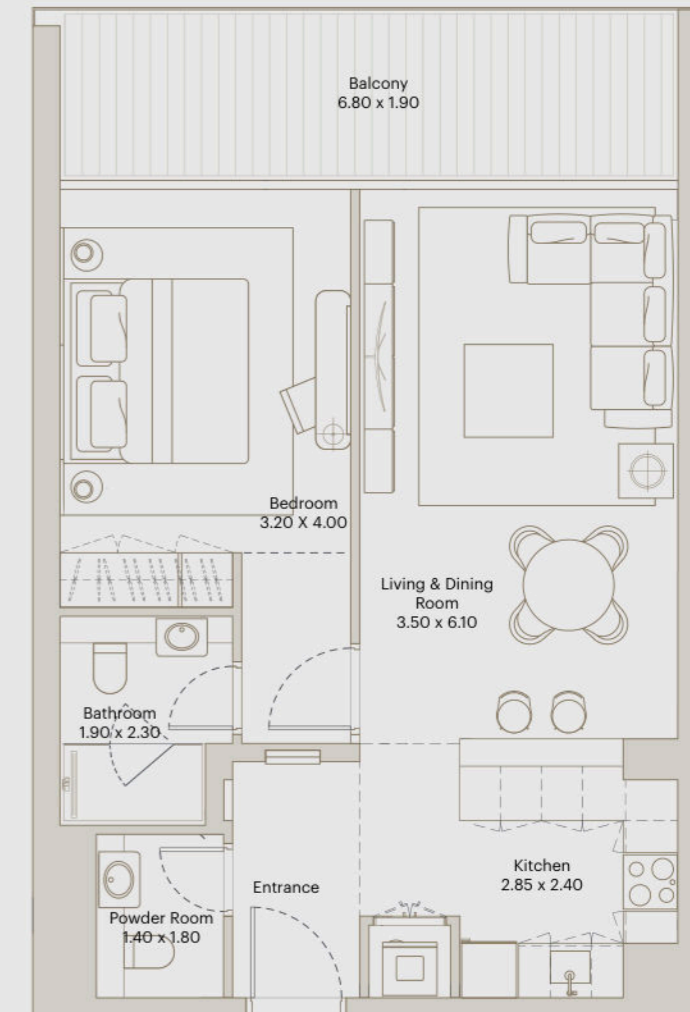 Balcony
6.80 x 1.90
Bedroom
3.20 X 4.00
Living & Dining
Room
3.50 x 6.10
Bathroom
1.90 x 2.30
Kitchen
2.85 x 2.40
Entrance
Powder Room
1.40 x 1.80